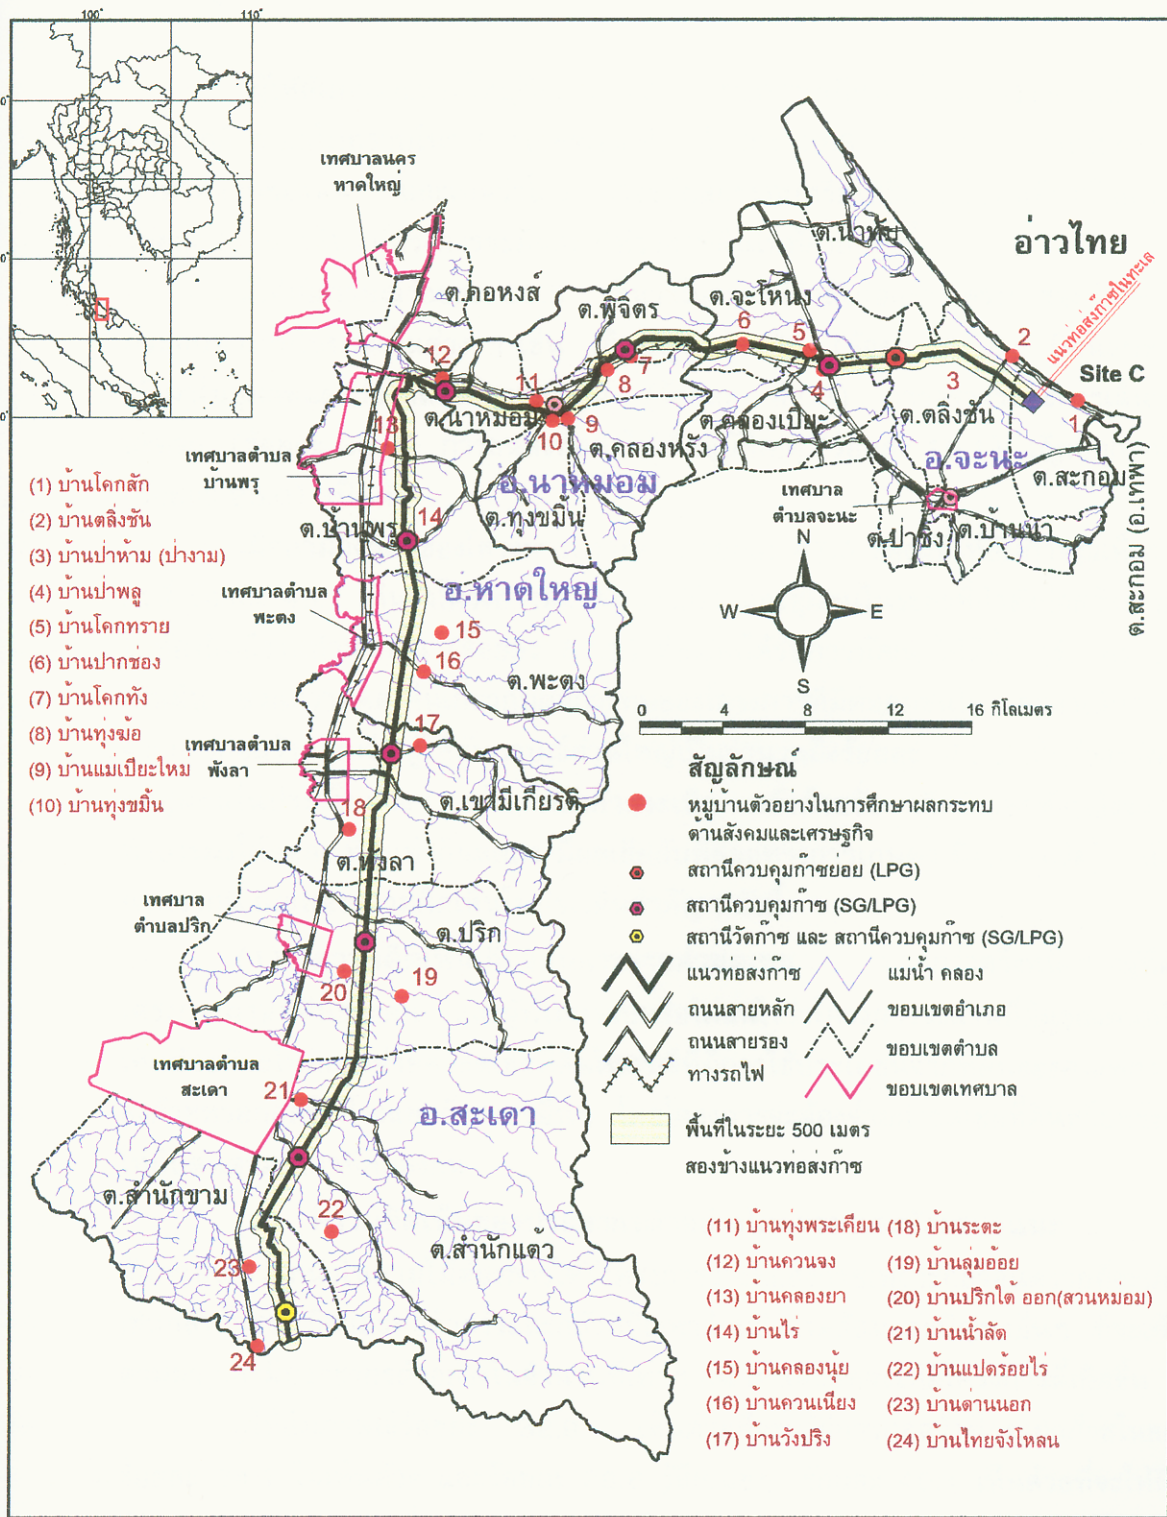 100°
110°
เทศบาลนคร
หาดใหญ่
ต.คอหงส์
ต.พิจิตร
ต.จะโหนง
ต.นาทับ
อ่าวไทย
แนวท่อส่งก๊าซในทะเล
Site C
12
11
8
7
6
5
4
3
2
1
13
10
9
ต.นาหม่อม
ต.คลองหรัง
ต.คลองเปียะ
ต.ตลิ่งชัน
อ.จะนะ
ต.สะกอม
ต.สะกอม (อ.เทพา)
เทศบาลตำบล
บ้านพรุ
อ.นาหม่อม
ต.ทุ่งขมิ้น
เทศบาล
ตำบลจะนะ
ต.ป่าชิง
ต.บ้านนา
(1) บ้านโคกสัก
(2) บ้านตลิ่งชัน
(3) บ้านป่าห้าม (ป่างาม)
(4) บ้านป่าพลู
(5) บ้านโคกทราย
(6) บ้านปากช่อง
(7) บ้านโคกทัง
(8) บ้านทุ่งฆ้อ
(9) บ้านแม่เปียะใหม่
(10) บ้านทุ่งขมิ้น
ต.บ้านพรุ
14
อ.หาดใหญ่
เทศบาลตำบล
พะตง
15
16
ต.พะตง
N
W
E
S
0
4
8
12
16 กิโลเมตร
เทศบาลตำบล
พังลา
17
ต.เขามีเกียรติ
18
ต.พังลา
สัญลักษณ์
หมู่บ้านตัวอย่างในการศึกษาผลกระทบ
ด้านสังคมและเศรษฐกิจ
สถานีควบคุมก๊าซย่อย (LPG)
สถานีควบคุมก๊าซ (SG/LPG)
สถานีวัดก๊าซ และ สถานีควบคุมก๊าซ (SG/LPG)
แนวท่อส่งก๊าซ
แม่น้ำ คลอง
ถนนสายหลัก
ขอบเขตอำเภอ
ถนนสายรอง
ขอบเขตตำบล
ทางรถไฟ
ขอบเขตเทศบาล
พื้นที่ในระยะ 500 เมตร
สองข้างแนวท่อส่งก๊าซ
เทศบาล
ตำบลปริก
ต.ปริก
20
19
เทศบาลตำบล
สะเดา
21
อ.สะเดา
ต.สำนักขาม
22
ต.สำนักแต้ว
23
24
(11) บ้านทุ่งพระเคียน
(12) บ้านควนจง
(13) บ้านคลองยา
(14) บ้านไร่
(15) บ้านคลองนุ้ย
(16) บ้านควนเนียง
(17) บ้านวังปริง
(18) บ้านระตะ
(19) บ้านลุ่มอ้อย
(20) บ้านปริกใต้ ออก(สวนหม่อม)
(21) บ้านน้ำลัด
(22) บ้านแปดร้อยไร่
(23) บ้านด่านนอก
(24) บ้านไทยจังโหลน